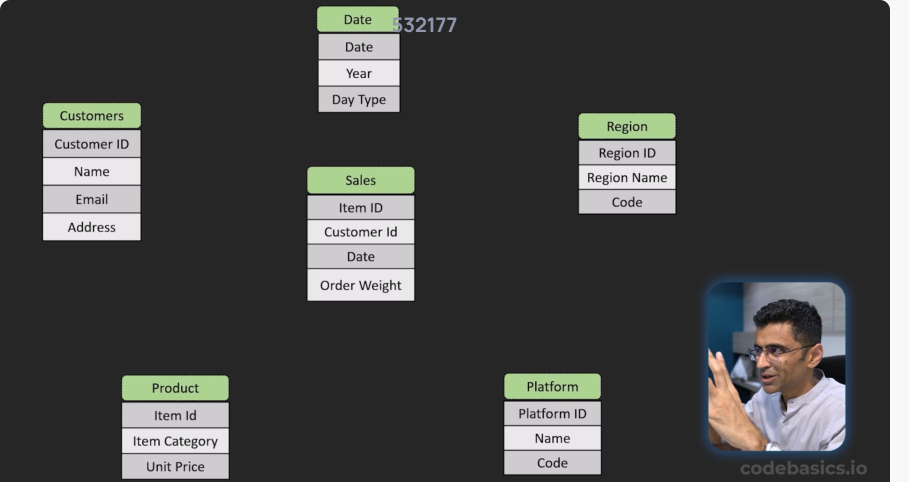 Date
532177
Date
Year
Day Type
Customers
Customer ID
Name
Email
Address
Region
Region ID
Region Name
Code
Sales
Item ID
Customer Id
Date
Order Weight
Product
Item Id
Item Category
Unit Price
Platform
Platform ID
Name
Code
codebasics.io